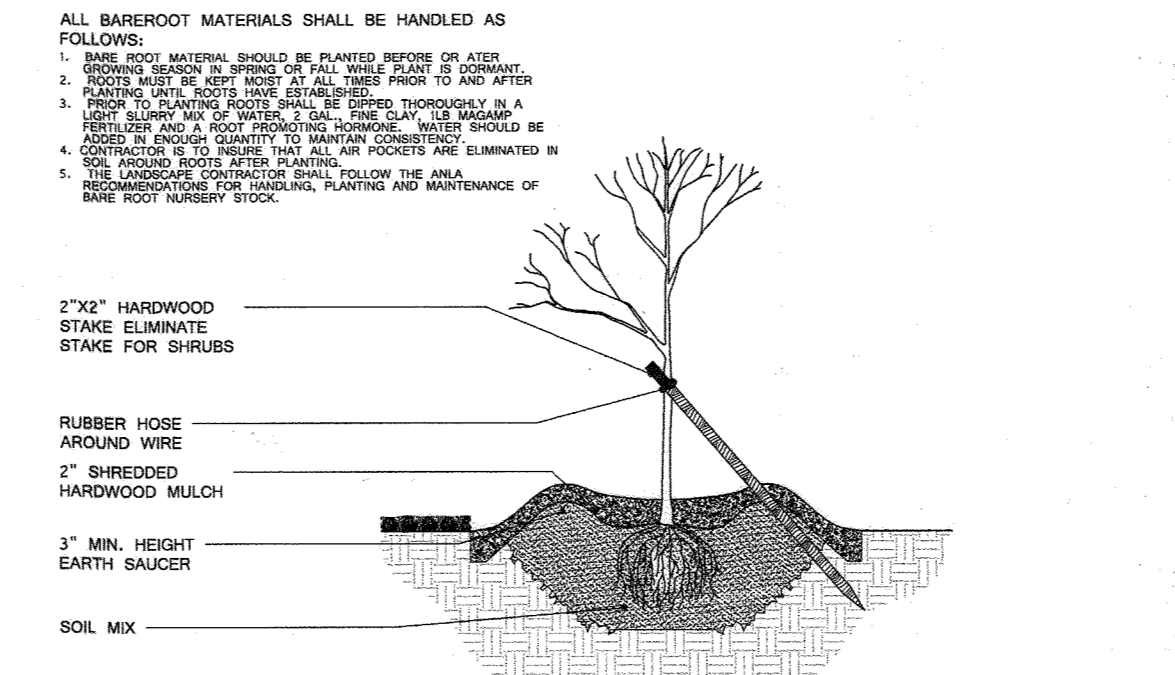 ALL BAREROOT MATERIALS SHALL BE HANDLED AS
FOLLOWS:
1. BARE ROOT MATERIAL SHOULD BE PLANTED BEFORE OR ATER
GROWING SEASON IN SPRING OR FALL WHILE PLANT IS DORMANT.
2. ROOTS MUST BE KEPT MOIST AT ALL TIMES PRIOR TO AND AFTER
PLANTING UNTIL ROOTS HAVE ESTABLISHED.
3. PRIOR TO PLANTING ROOTS SHALL BE DIPPED THOROUGHLY IN A
LIGHT SLURRY MIX OF WATER, 2 GAL., FINE CLAY, 1LB MAGAMP
FERTILIZER AND A ROOT PROMOTING HORMONE. WATER SHOULD BE
ADDED IN ENOUGH QUANTITY TO MAINTAIN CONSISTENCY.
4. CONTRACTOR IS TO INSURE THAT ALL AIR POCKETS ARE ELIMINATED IN
SOIL AROUND ROOTS AFTER PLANTING.
5. THE LANDSCAPE CONTRACTOR SHALL FOLLOW THE ANLA
RECOMMENDATIONS FOR HANDLING, PLANTING AND MAINTENANCE OF
BARE ROOT NURSERY STOCK.
2"X2" HARDWOOD
STAKE ELIMINATE
STAKE FOR SHRUBS
RUBBER HOSE
AROUND WIRE
2" SHREDDED
HARDWOOD MULCH
3" MIN. HEIGHT
EARTH SAUCER
SOIL MIX